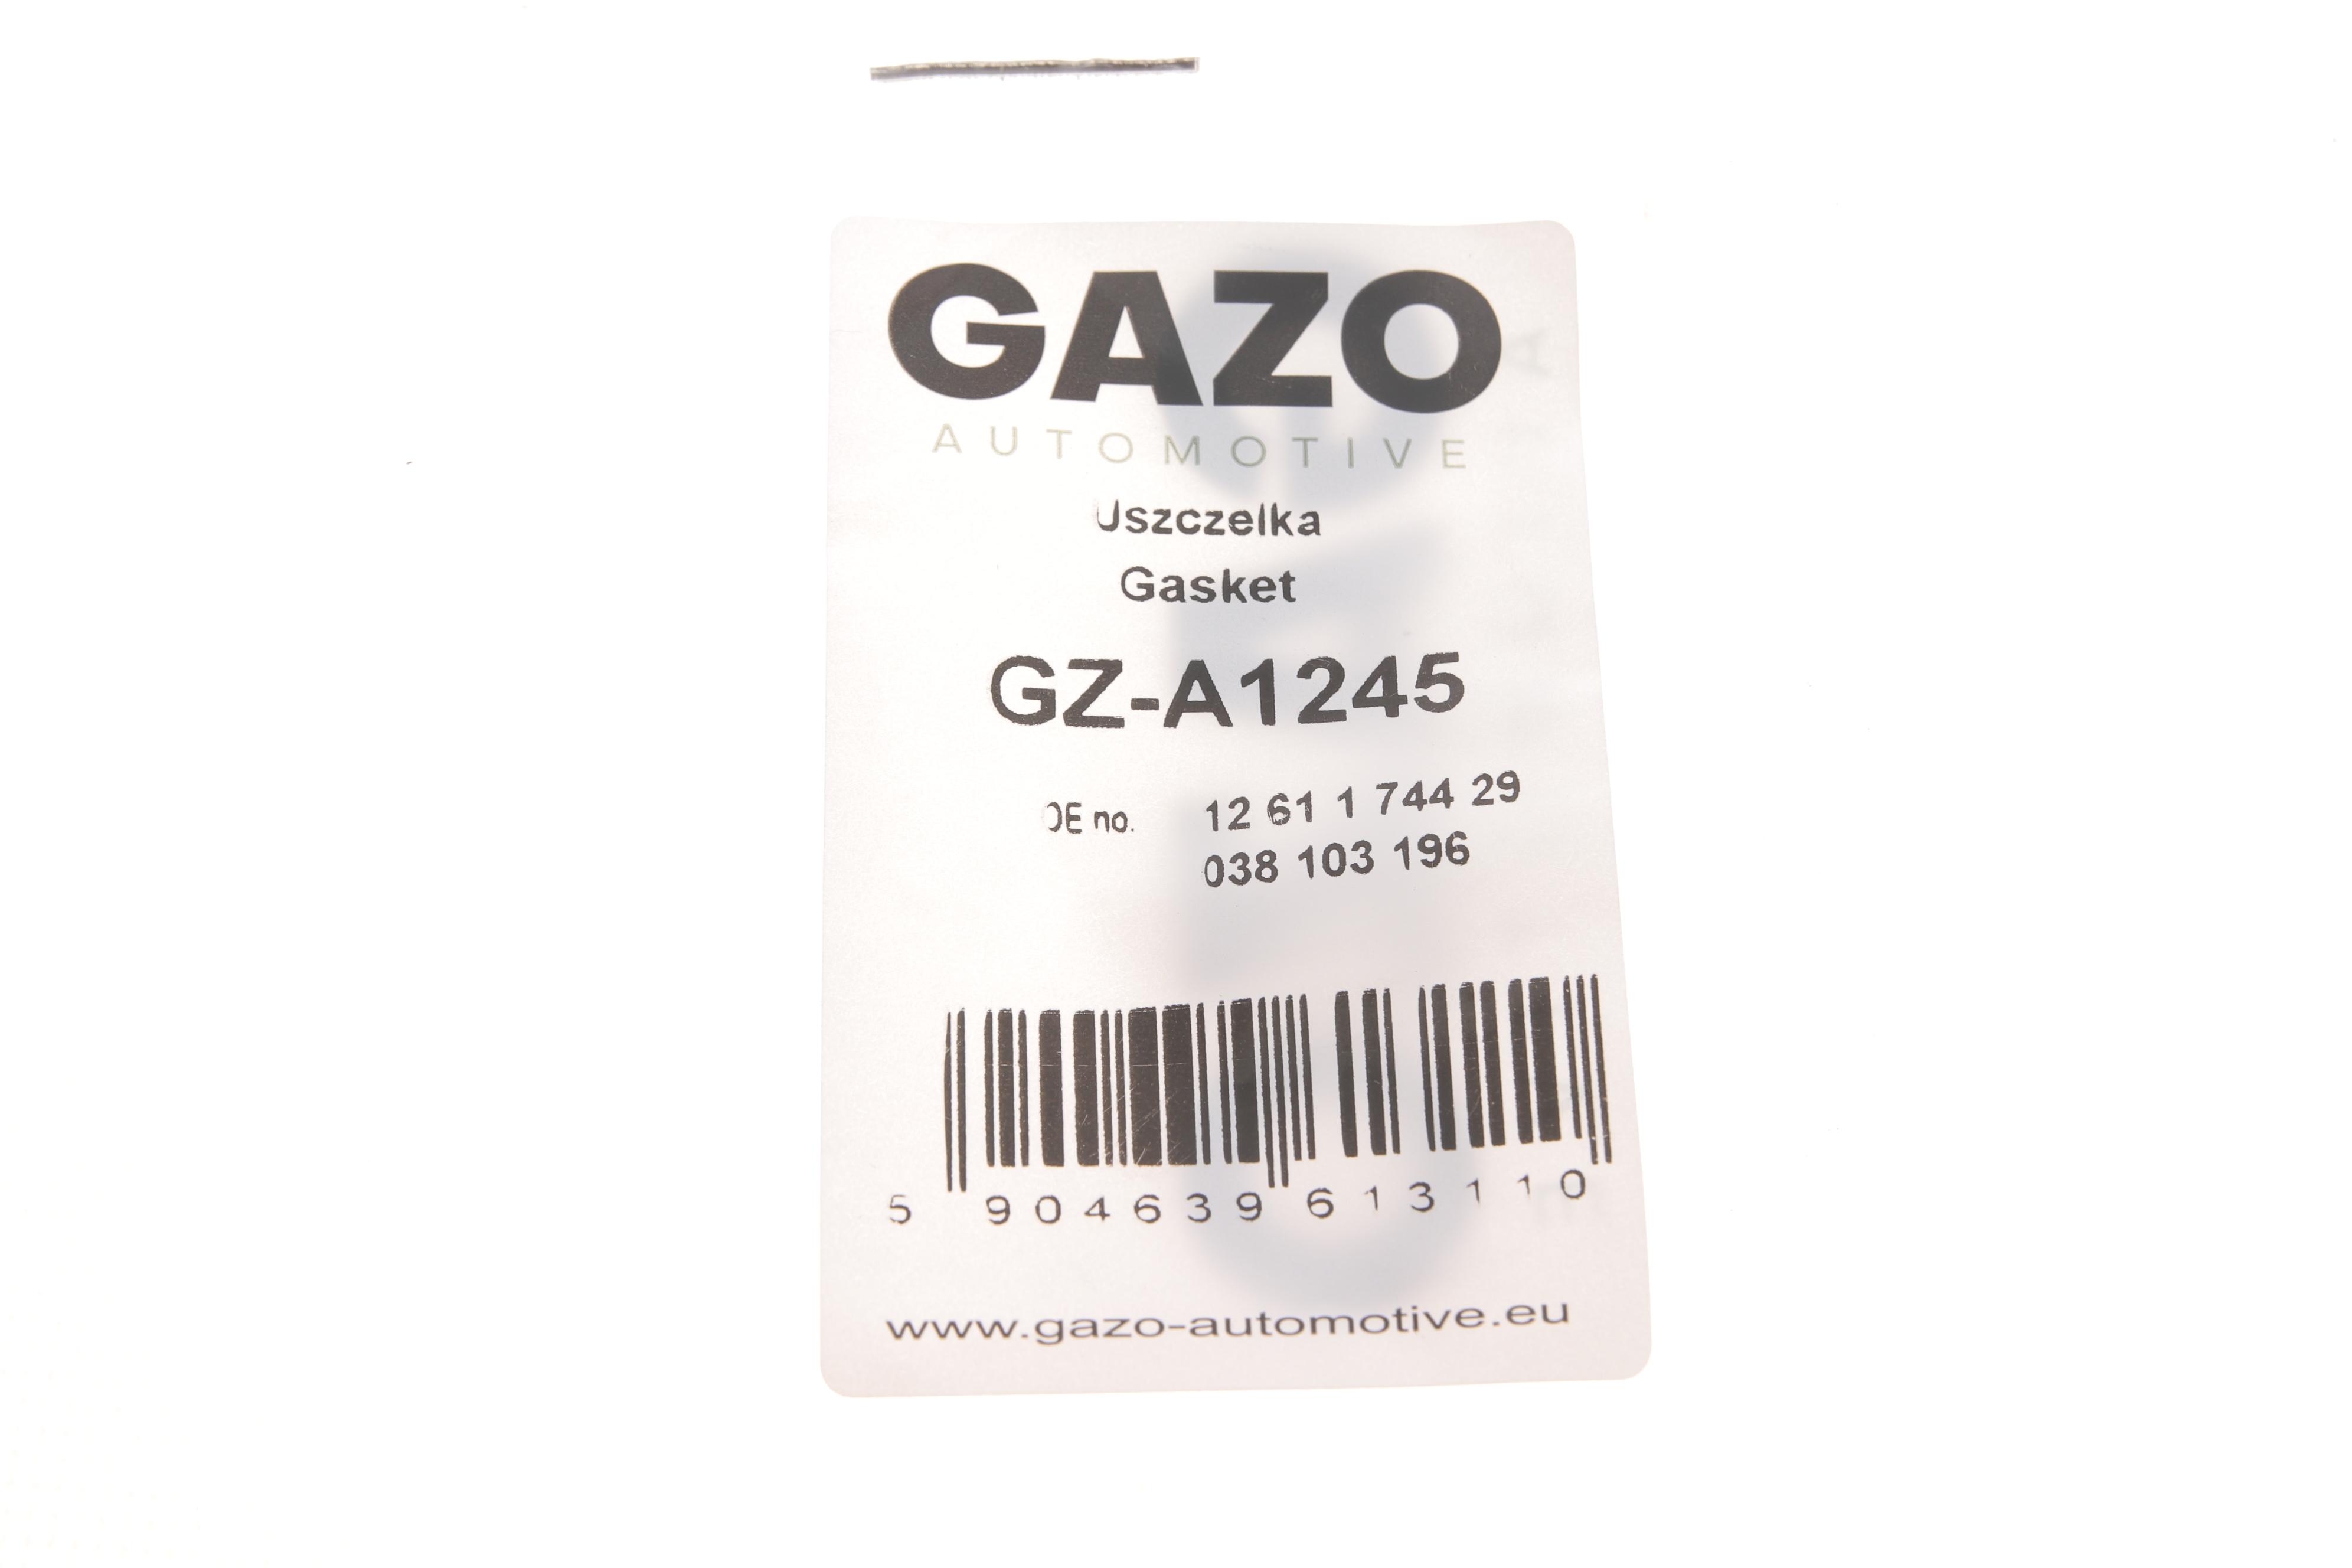 GAZO
AUTOMOTIVE
Uszczelka
Gasket
GZ-A1245
OE no. 12 61 1 744 29
038 103 196
5 904639 613110
www.gazo-automotive.eu